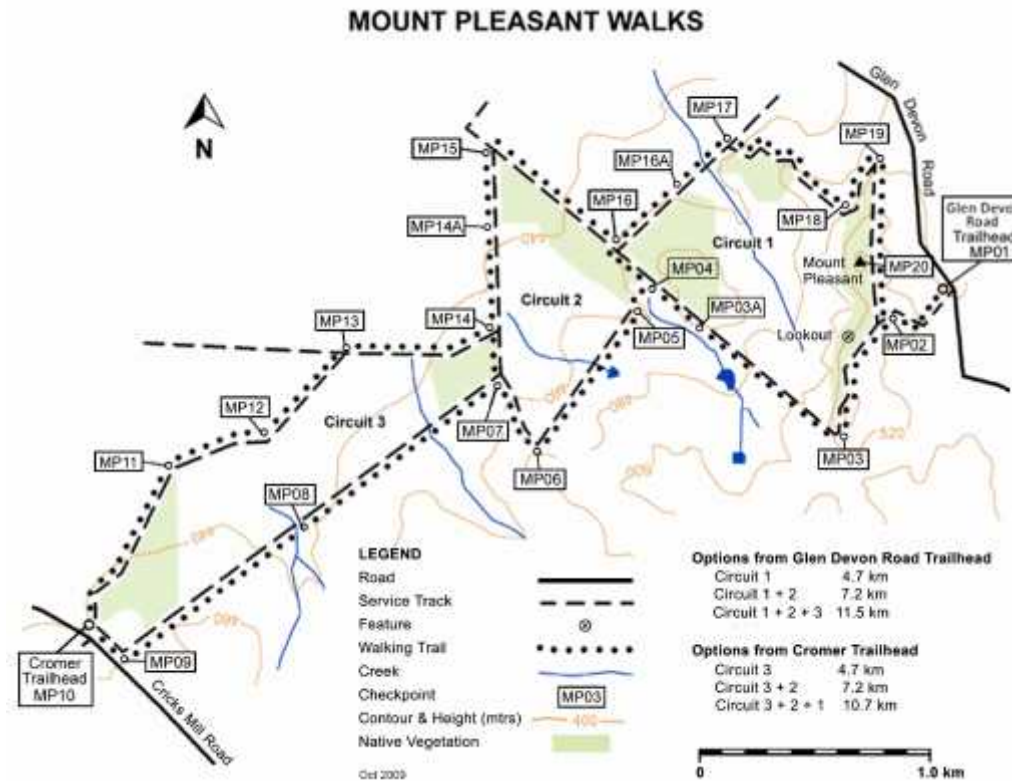 MOUNT PLEASANT WALKS
N
Glen Devon Road
MP17
MP19
MP15
MP16A
MP16
MP18
MP14A
Glen Devon
Road
Trailhead
MP01
Circuit 1
MP20
Mount
Pleasant
MP04
Circuit 2
MP03A
MP13
MP14
MP05
Lookout
MP02
MP12
Circuit 3
MP07
MP11
MP06
MP03
520
MP08
Cromer
Trailhead
MP10
MP09
Cricks Mill Road
LEGEND
Road
Service Track
Feature
Walking Trail
Creek
Checkpoint
MP03
Contour & Height (mtrs)
400
Native Vegetation
Oct 2009
Options from Glen Devon Road Trailhead
Circuit 1 4.7 km
Circuit 1 + 2 7.2 km
Circuit 1 + 2 + 3 11.5 km
Options from Cromer Trailhead
Circuit 3 4.7 km
Circuit 3 + 2 7.2 km
Circuit 3 + 2 + 1 10.7 km
0 1.0 km